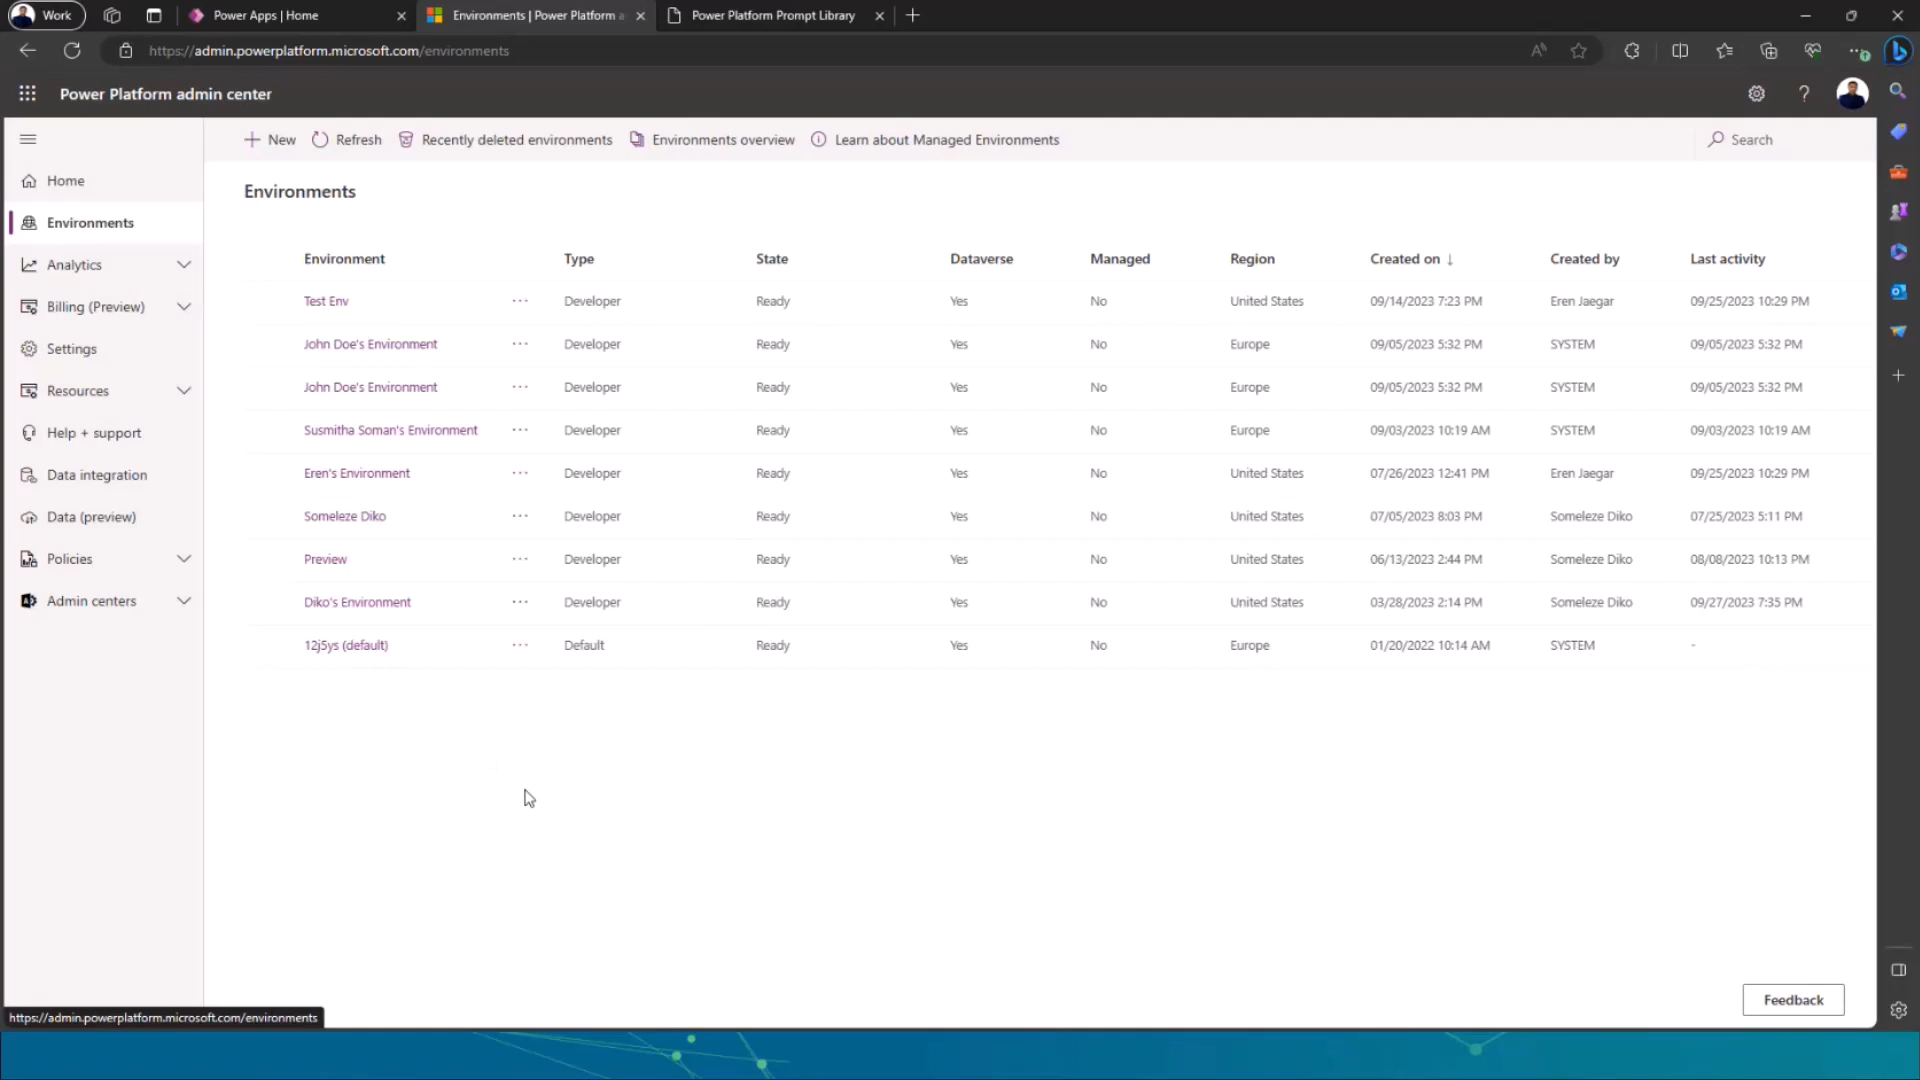 Work
Power Apps | Home
Environments | Power Platform a
Power Platform Prompt Library
https://admin.powerplatform.microsoft.com/environments
Power Platform admin center
New
Refresh
Recently deleted environments
Environments overview
Learn about Managed Environments
Search
Home
Environments
Analytics
Billing (Preview)
Settings
Resources
Help + support
Data integration
Data (preview)
Policies
Admin centers
Environments
Environment Type State Dataverse Managed Region Created on ↓ Created by Last activity
Test Env ··· Developer Ready Yes No United States 09/14/2023 7:23 PM Eren Jaegar 09/25/2023 10:29 PM
John Doe's Environment ··· Developer Ready Yes No Europe 09/05/2023 5:32 PM SYSTEM 09/05/2023 5:32 PM
John Doe's Environment ··· Developer Ready Yes No Europe 09/05/2023 5:32 PM SYSTEM 09/05/2023 5:32 PM
Susmitha Soman's Environment ··· Developer Ready Yes No Europe 09/03/2023 10:19 AM SYSTEM 09/03/2023 10:19 AM
Eren's Environment ··· Developer Ready Yes No United States 07/26/2023 12:41 PM Eren Jaegar 09/25/2023 10:29 PM
Someleze Diko ··· Developer Ready Yes No United States 07/05/2023 8:03 PM Someleze Diko 07/25/2023 5:11 PM
Preview ··· Developer Ready Yes No United States 06/13/2023 2:44 PM Someleze Diko 08/08/2023 10:13 PM
Diko's Environment ··· Developer Ready Yes No United States 03/28/2023 2:14 PM Someleze Diko 09/27/2023 7:35 PM
12j5ys (default) ··· Default Ready Yes No Europe 01/20/2022 10:14 AM SYSTEM -
Feedback
https://admin.powerplatform.microsoft.com/environments